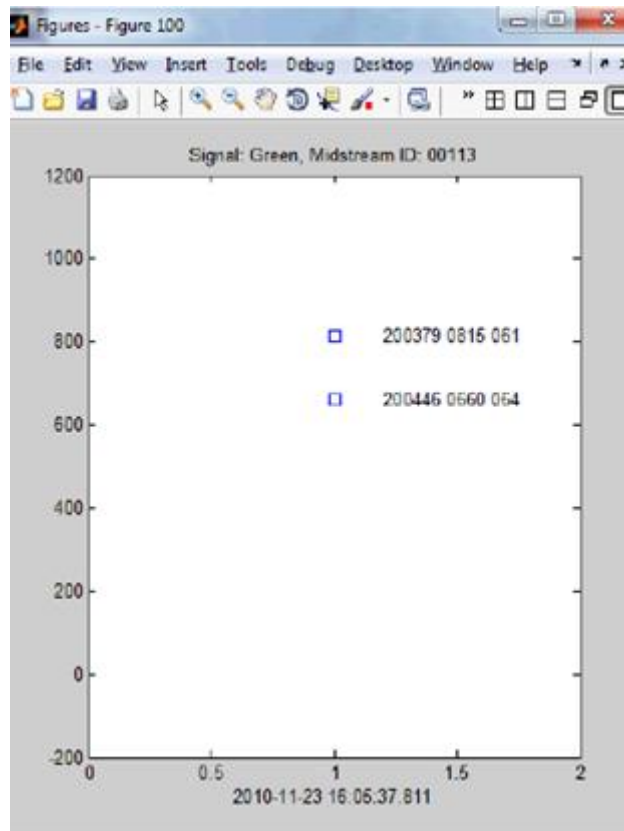 Figures - Figure 100
File Edit View Insert Tools Debug Desktop Window Help
Signal: Green, Midstream ID: 00113
1200
1000
800
200379 0815 061
200446 0660 064
600
400
200
0
-200
0 0.5 1 1.5 2
2010-11-23 16:05:37.811